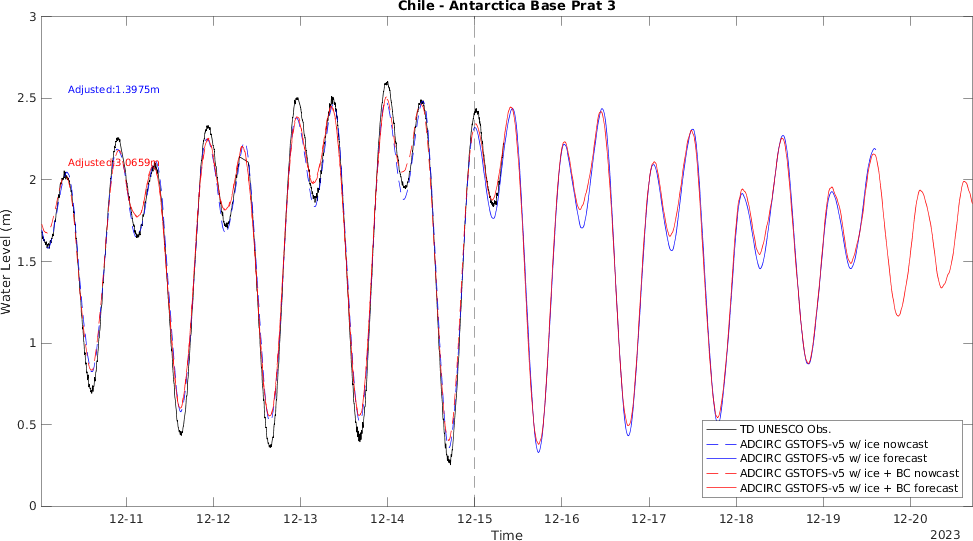 Chile - Antarctica Base Prat 3
3
2.5
2
1.5
1
0.5
0
Water Level (m)
Adjusted:1.3975m
Adjusted:3.0659m
12-11
12-12
12-13
12-14
12-15
12-16
12-17
12-18
12-19
12-20
Time
2023
TD UNESCO Obs.
ADCIRC GSTOFS-v5 w/ ice nowcast
ADCIRC GSTOFS-v5 w/ ice forecast
ADCIRC GSTOFS-v5 w/ ice + BC nowcast
ADCIRC GSTOFS-v5 w/ ice + BC forecast